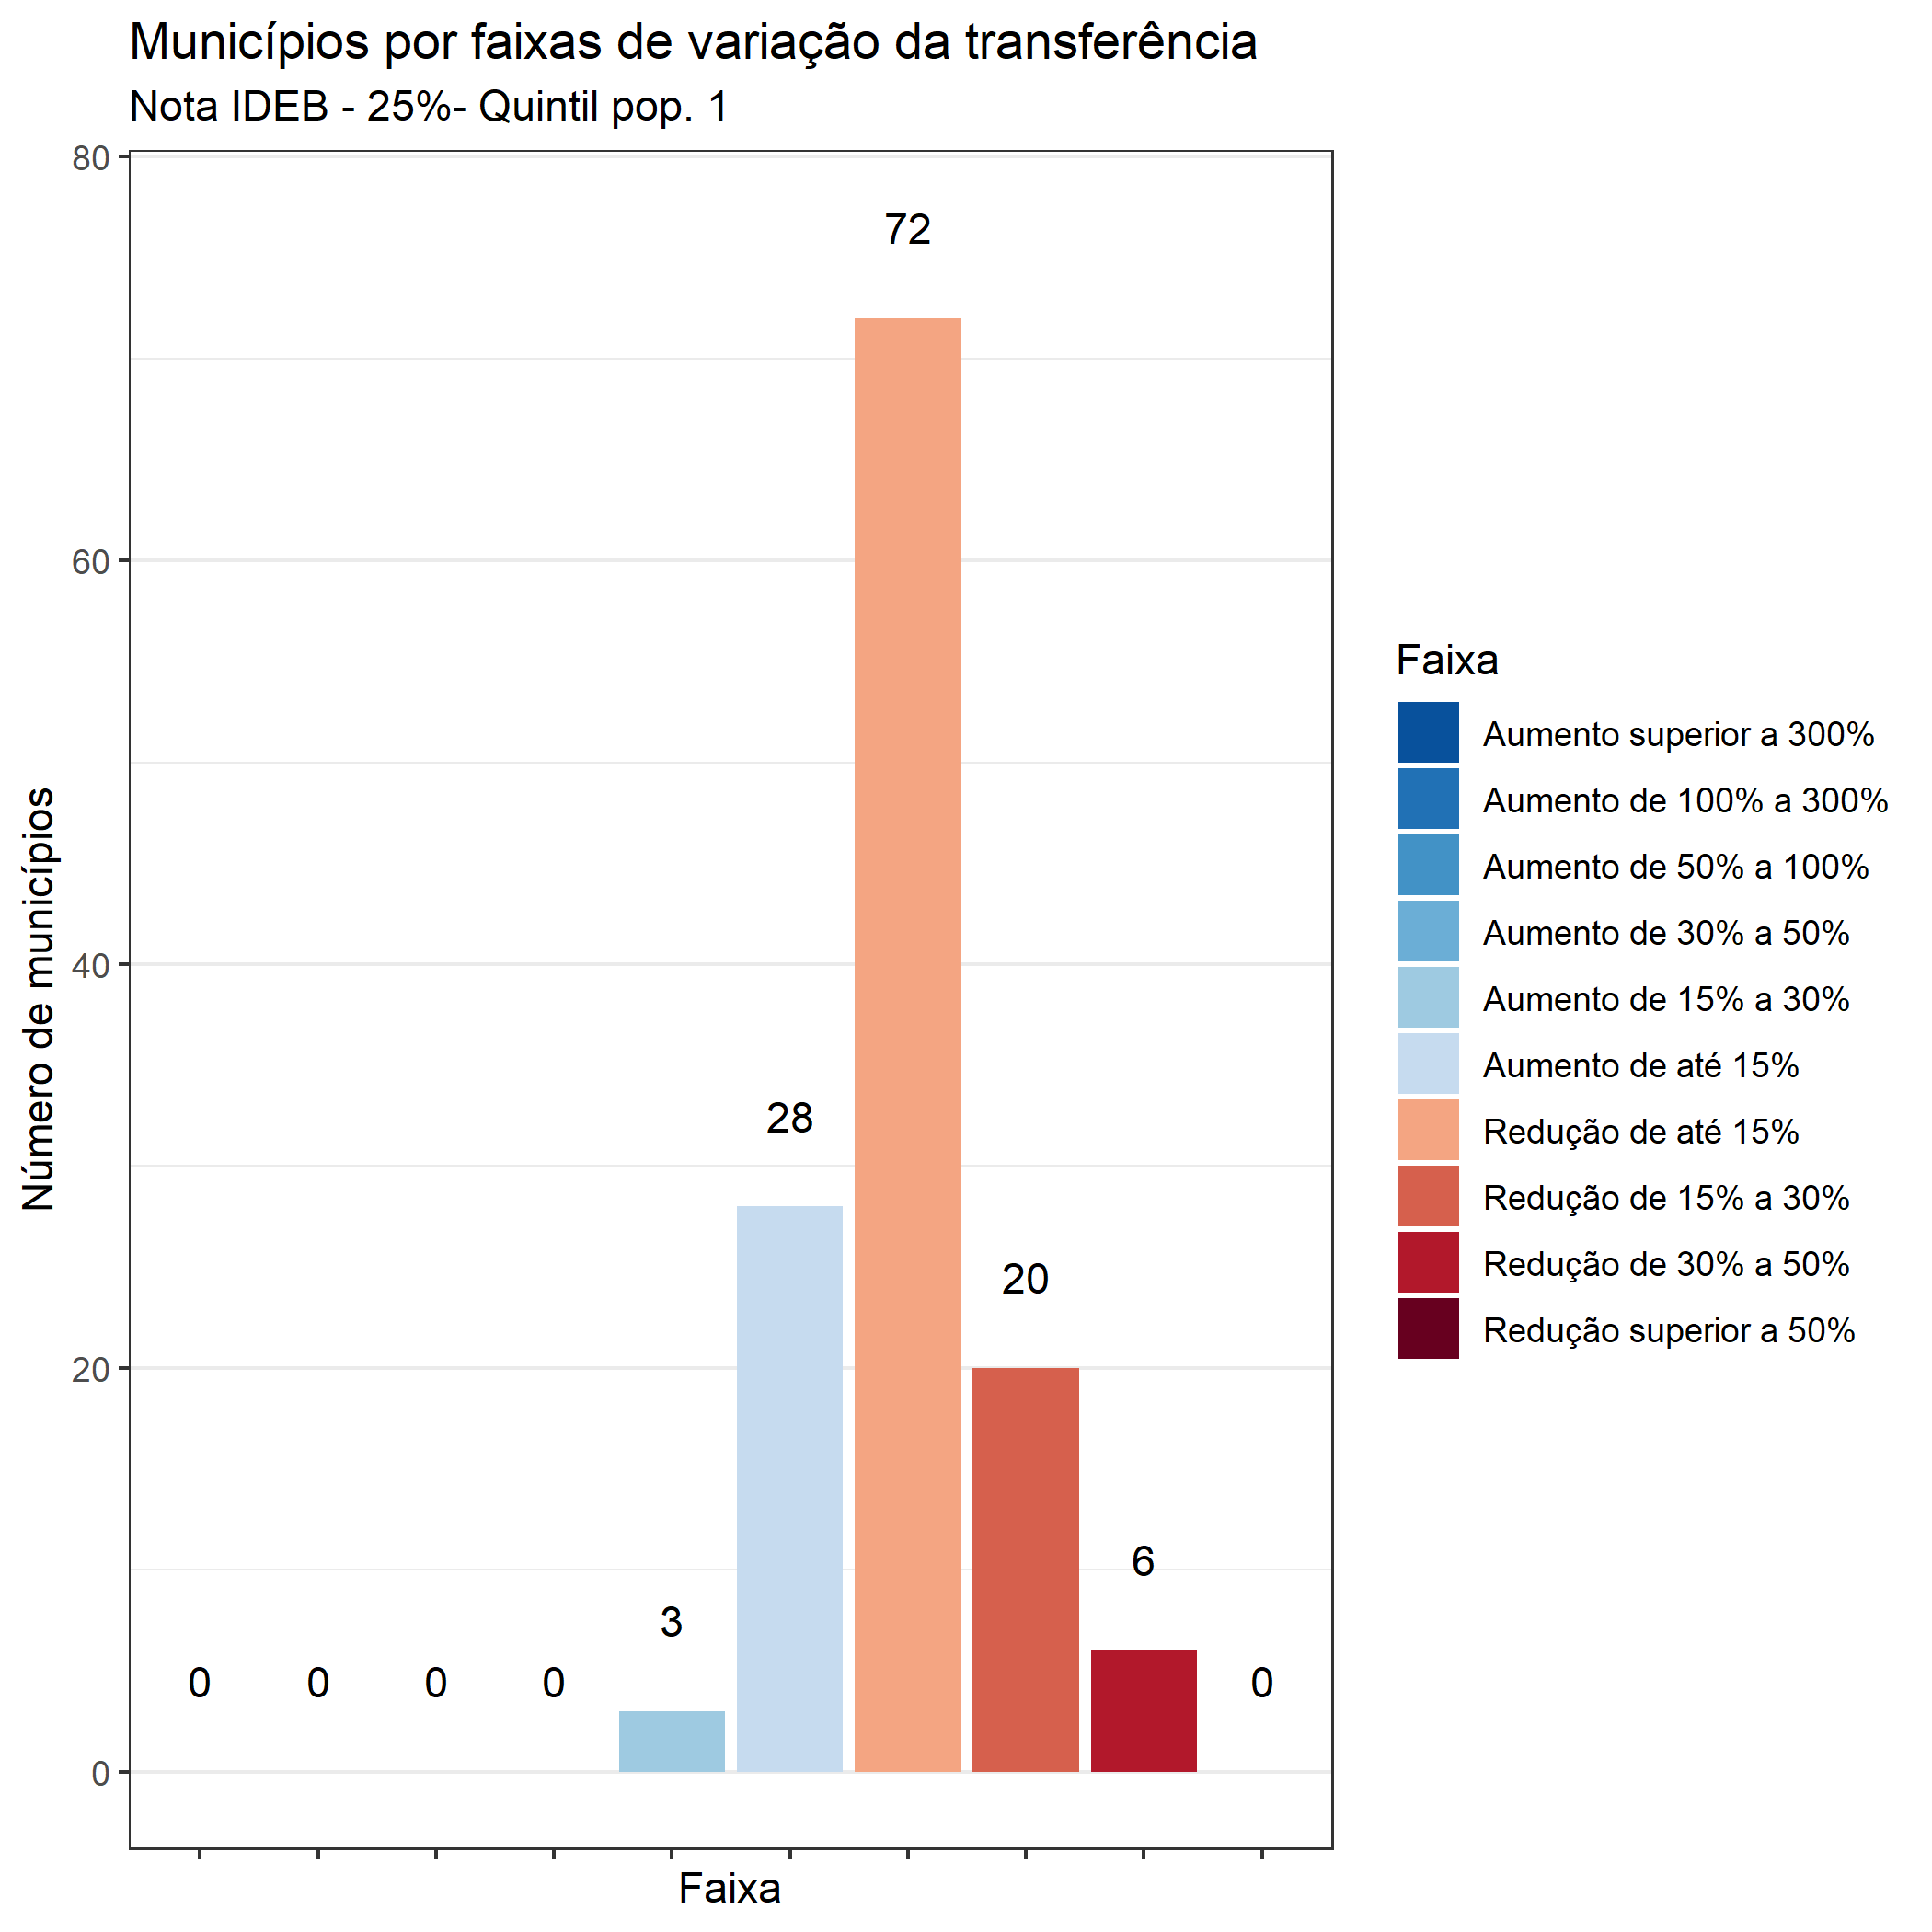 Municípios por faixas de variação da transferência
Nota IDEB - 25%- Quintil pop. 1
80
60
40
20
0
Número de municípios
0
0
0
0
3
28
72
20
6
0
Faixa
Faixa
Aumento superior a 300%
Aumento de 100% a 300%
Aumento de 50% a 100%
Aumento de 30% a 50%
Aumento de 15% a 30%
Aumento de até 15%
Redução de até 15%
Redução de 15% a 30%
Redução de 30% a 50%
Redução superior a 50%